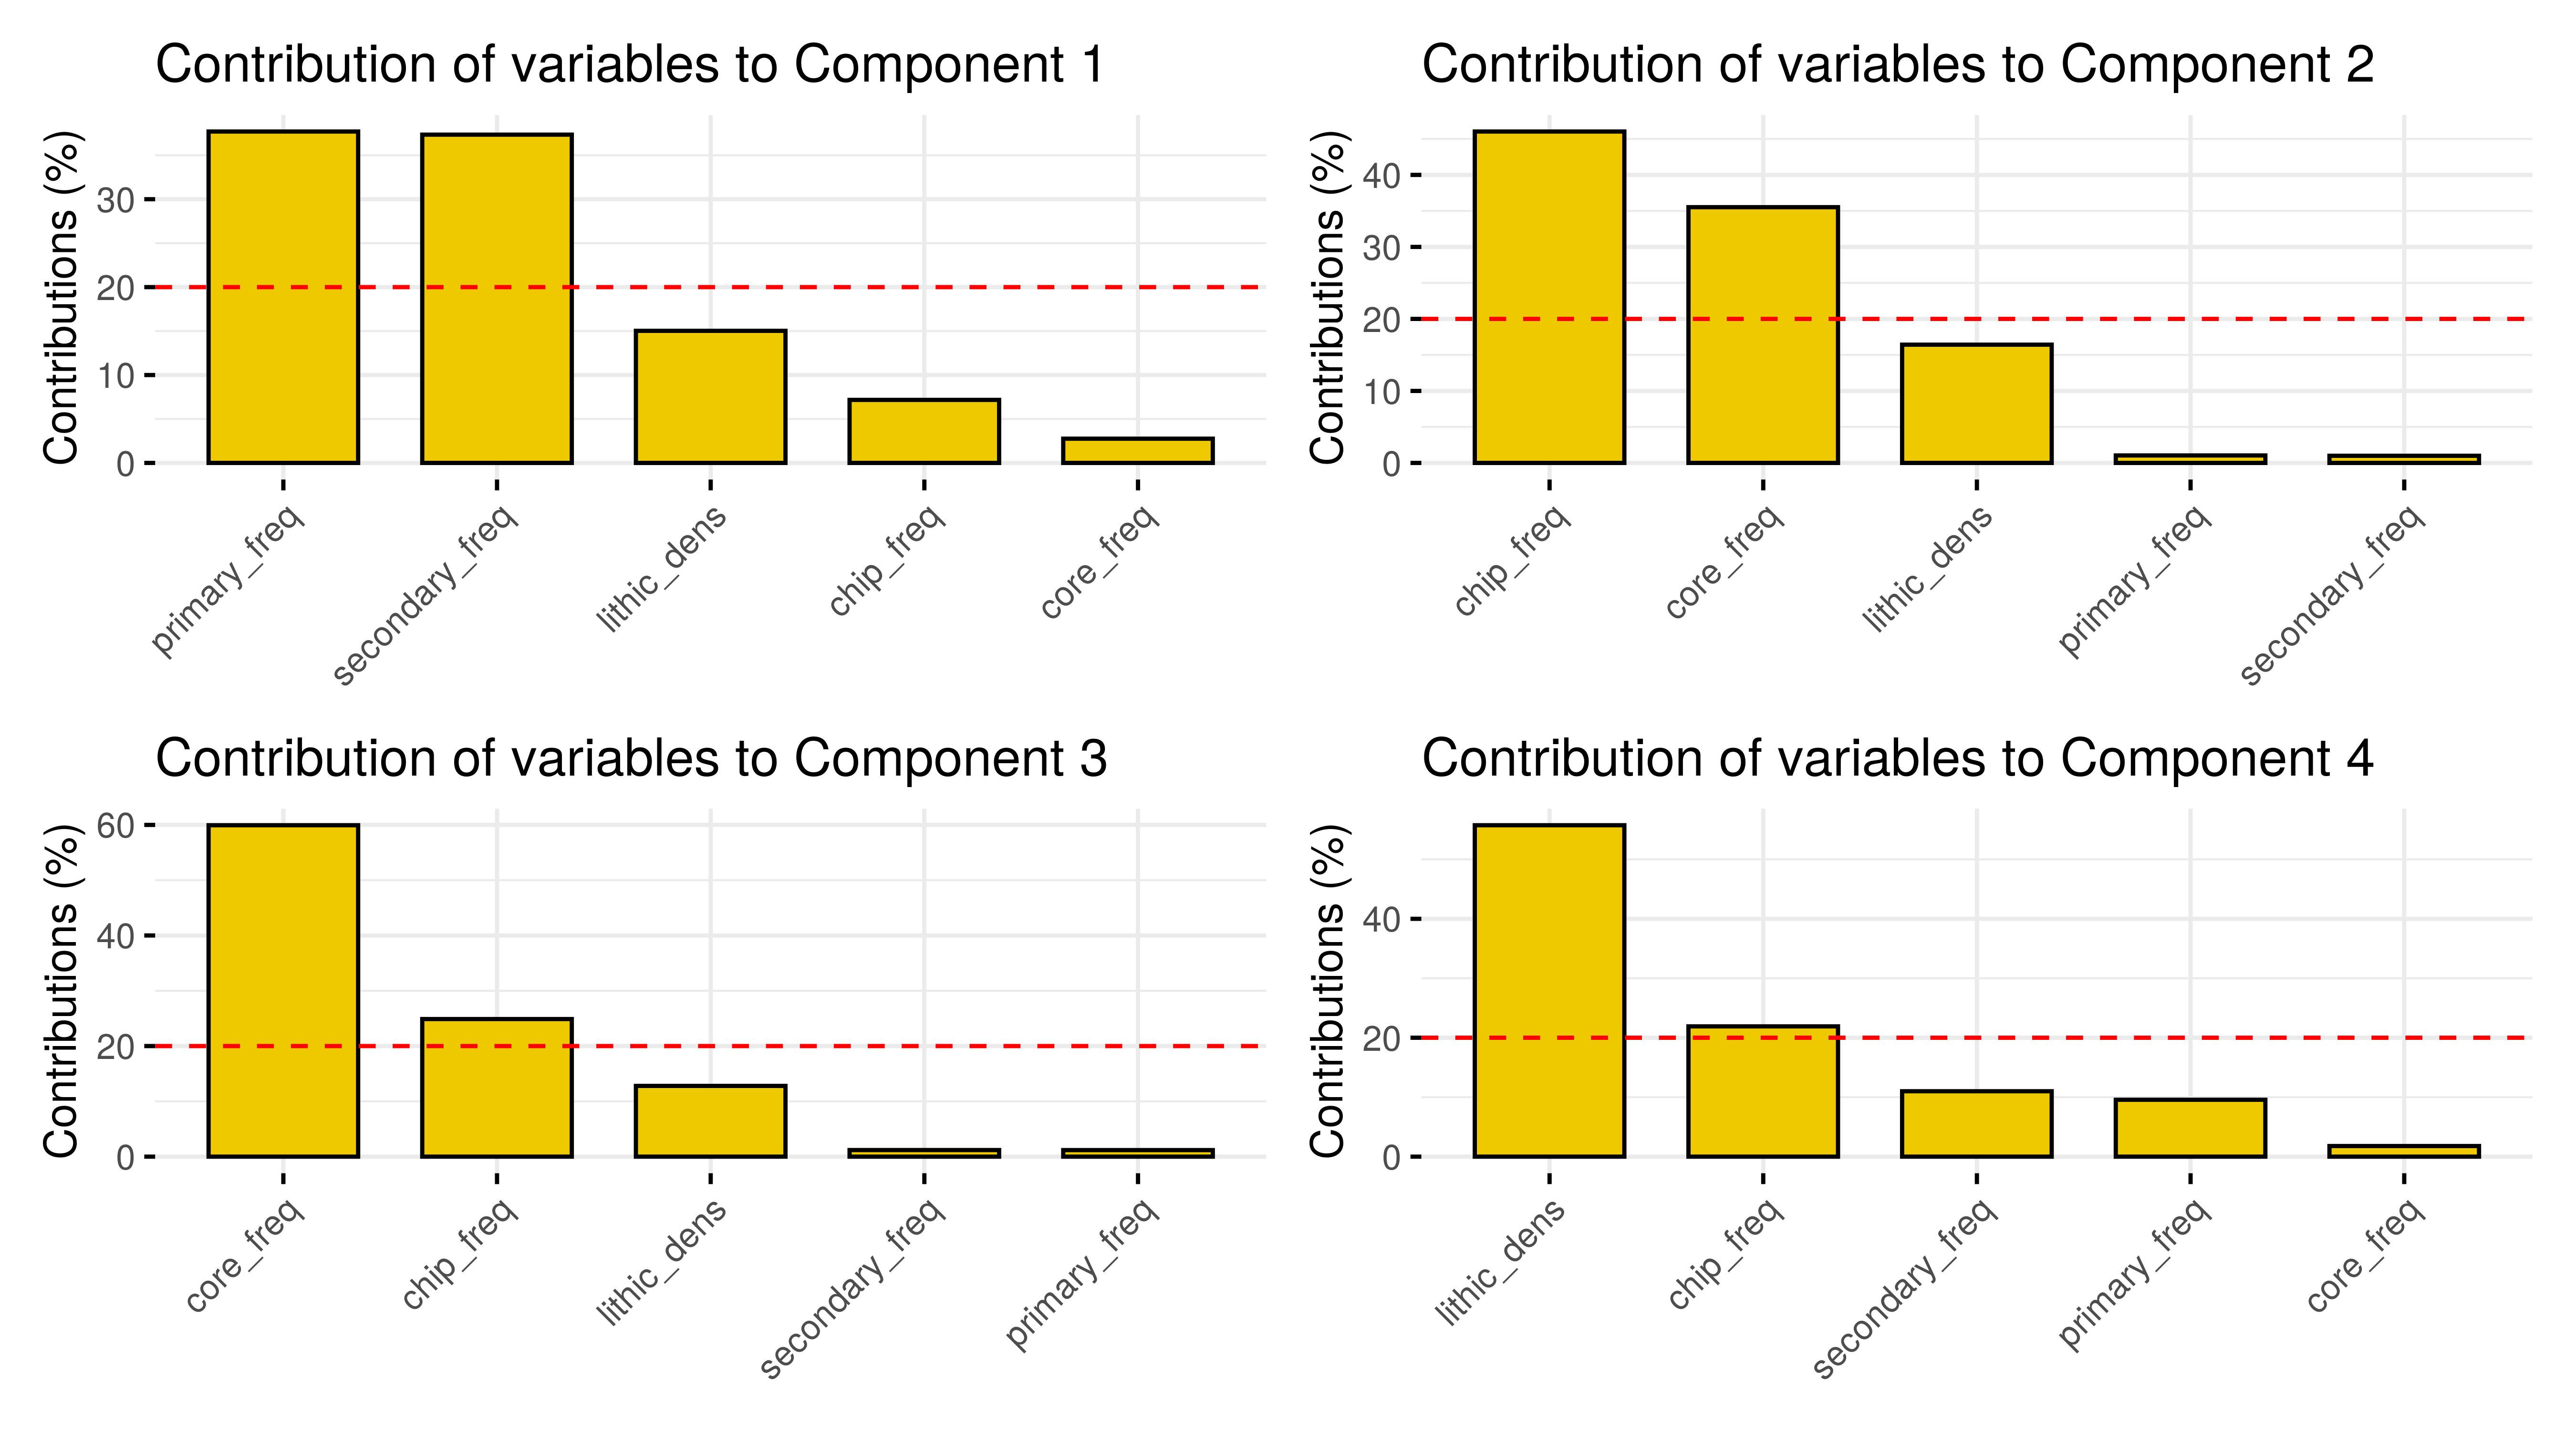 Contribution of variables to Component 1
Contributions (%)
30
20
10
0
primary_freq
secondary_freq
lithic_dens
chip_freq
core_freq
Contribution of variables to Component 2
Contributions (%)
40
30
20
10
0
chip_freq
core_freq
lithic_dens
primary_freq
secondary_freq
Contribution of variables to Component 3
Contributions (%)
60
40
20
0
core_freq
chip_freq
lithic_dens
secondary_freq
primary_freq
Contribution of variables to Component 4
Contributions (%)
40
20
0
lithic_dens
chip_freq
secondary_freq
primary_freq
core_freq